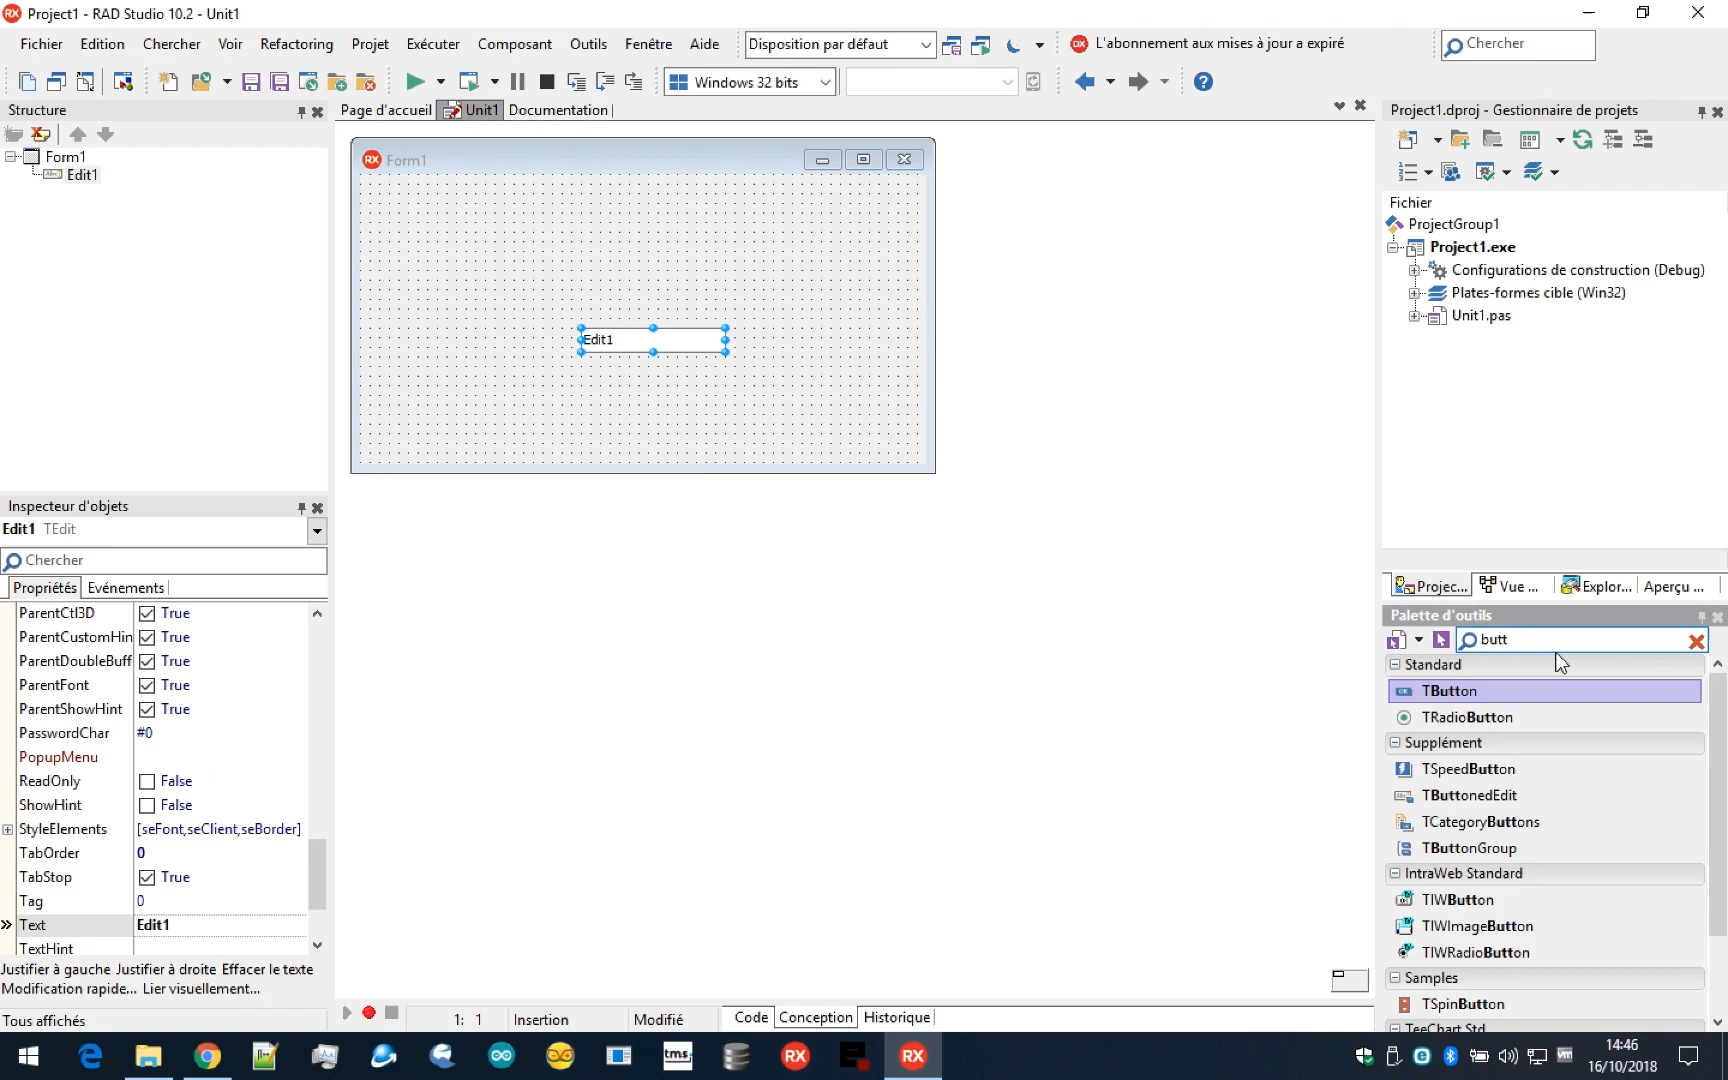 Project1 - RAD Studio 10.2 - Unit1
Fichier Edition Chercher Voir Refactoring Projet Exécuter Composant Outils Fenêtre Aide
Disposition par défaut
L'abonnement aux mises à jour a expiré
Chercher
Windows 32 bits
Structure
Form1
Edit1
Page d'accueil Unit1 Documentation
Form1
Edit1
Inspecteur d'objets
Edit1 TEdit
Chercher
Propriétés Evénements
ParentCtl3D True
ParentCustomHin True
ParentDoubleBuff True
ParentFont True
ParentShowHint True
PasswordChar #0
PopupMenu
ReadOnly False
ShowHint False
StyleElements [seFont,seClient,seBorder]
TabOrder 0
TabStop True
Tag 0
Text Edit1
TextHint
Justifier à gauche Justifier à droite Effacer le texte
Modification rapide... Lier visuellement...
Tous affichés
1: 1 Insertion Modifié Code Conception Historique
Project1.dproj - Gestionnaire de projets
Fichier
ProjectGroup1
Project1.exe
Configurations de construction (Debug)
Plates-formes cible (Win32)
Unit1.pas
Projec... Vue ... Explor... Aperçu ...
Palette d'outils
butt
Standard
TButton
TRadioButton
Supplément
TSpeedButton
TButtonedEdit
TCategoryButtons
TButtonGroup
IntraWeb Standard
TIWButton
TIWImageButton
TIWRadioButton
Samples
TSpinButton
TeeChart Std
tms
RX
RX
14:46
16/10/2018